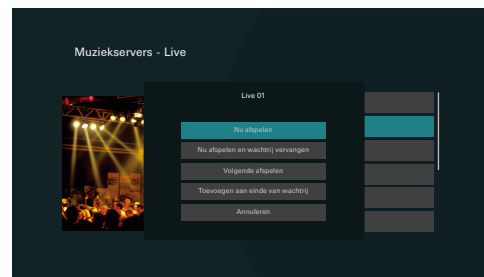 Muziekservers - Live
Live 01
Nu afspelen
Nu afspelen en wachtrij vervangen
Volgende afspelen
Toevoegen aan einde van wachtrij
Annuleren